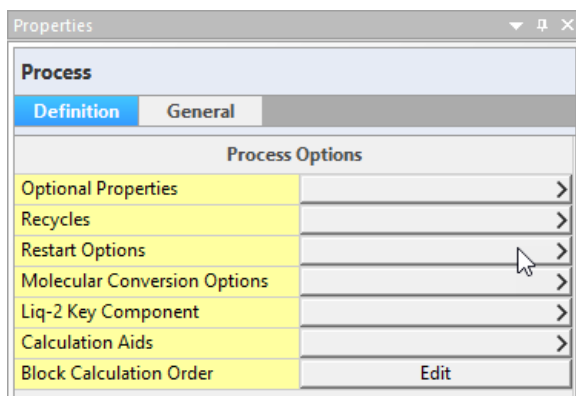 Properties
Process
Definition General
Process Options
Optional Properties
Recycles
Restart Options
Molecular Conversion Options
Liq-2 Key Component
Calculation Aids
Block Calculation Order Edit